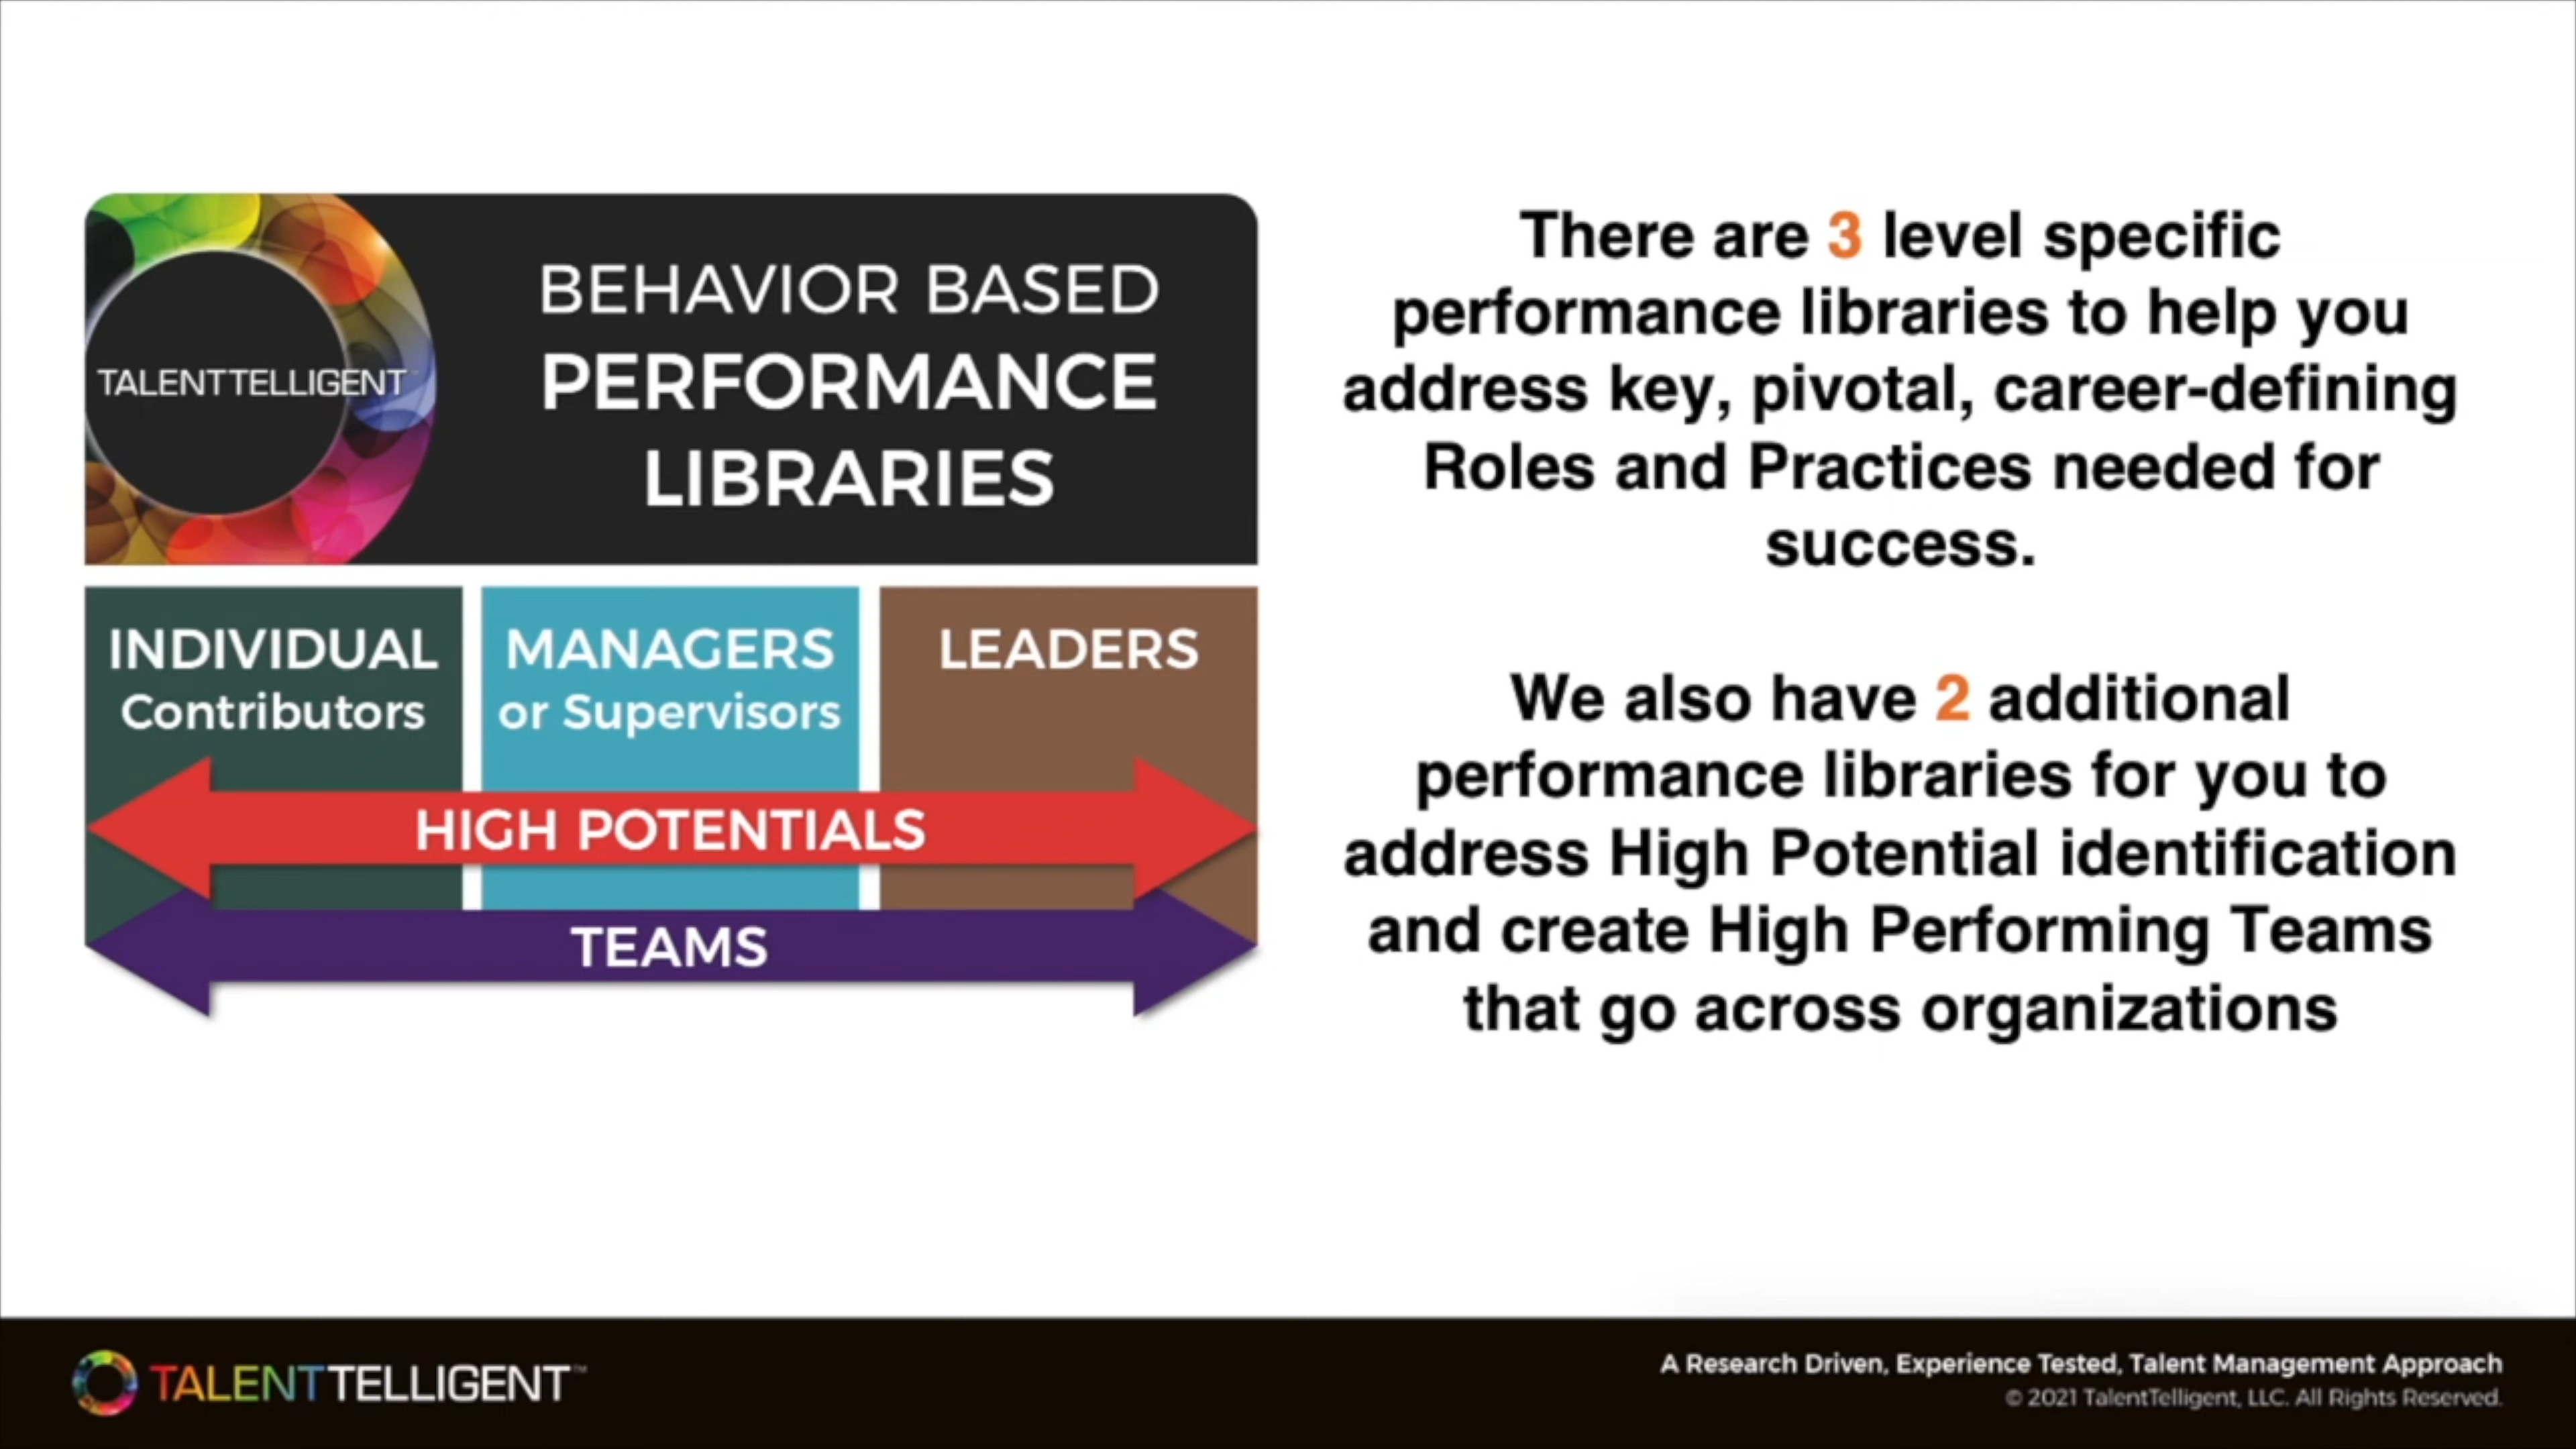 BEHAVIOR BASED
PERFORMANCE
LIBRARIES
TALENTTELLIGENT
INDIVIDUAL
Contributors
MANAGERS
or Supervisors
LEADERS
HIGH POTENTIALS
TEAMS
There are 3 level specific
performance libraries to help you
address key, pivotal, career-defining
Roles and Practices needed for
success.
We also have 2 additional
performance libraries for you to
address High Potential identification
and create High Performing Teams
that go across organizations
TALENTTELLIGENT™
A Research Driven, Experience Tested, Talent Management Approach
© 2021 TalentTelligent, LLC. All Rights Reserved.